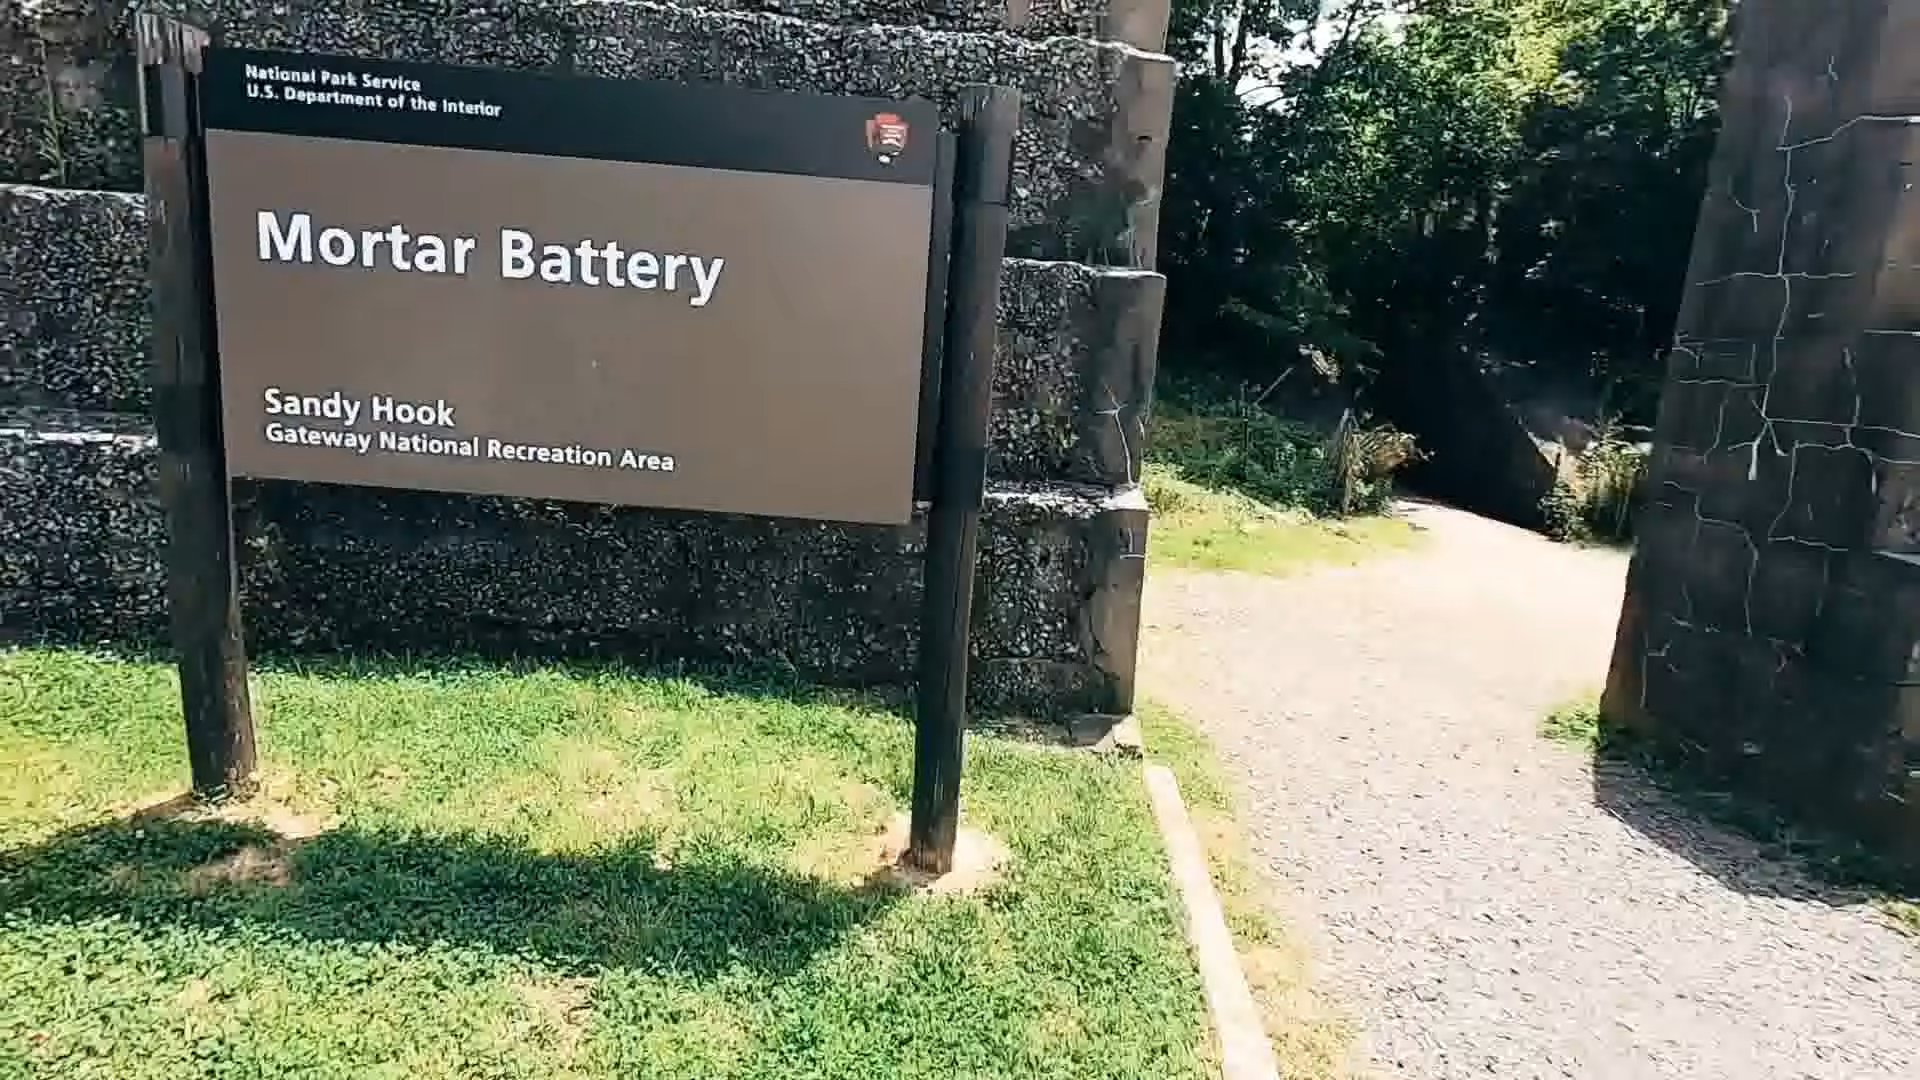 National Park Service
U.S. Department of the Interior
Mortar Battery
Sandy Hook
Gateway National Recreation Area